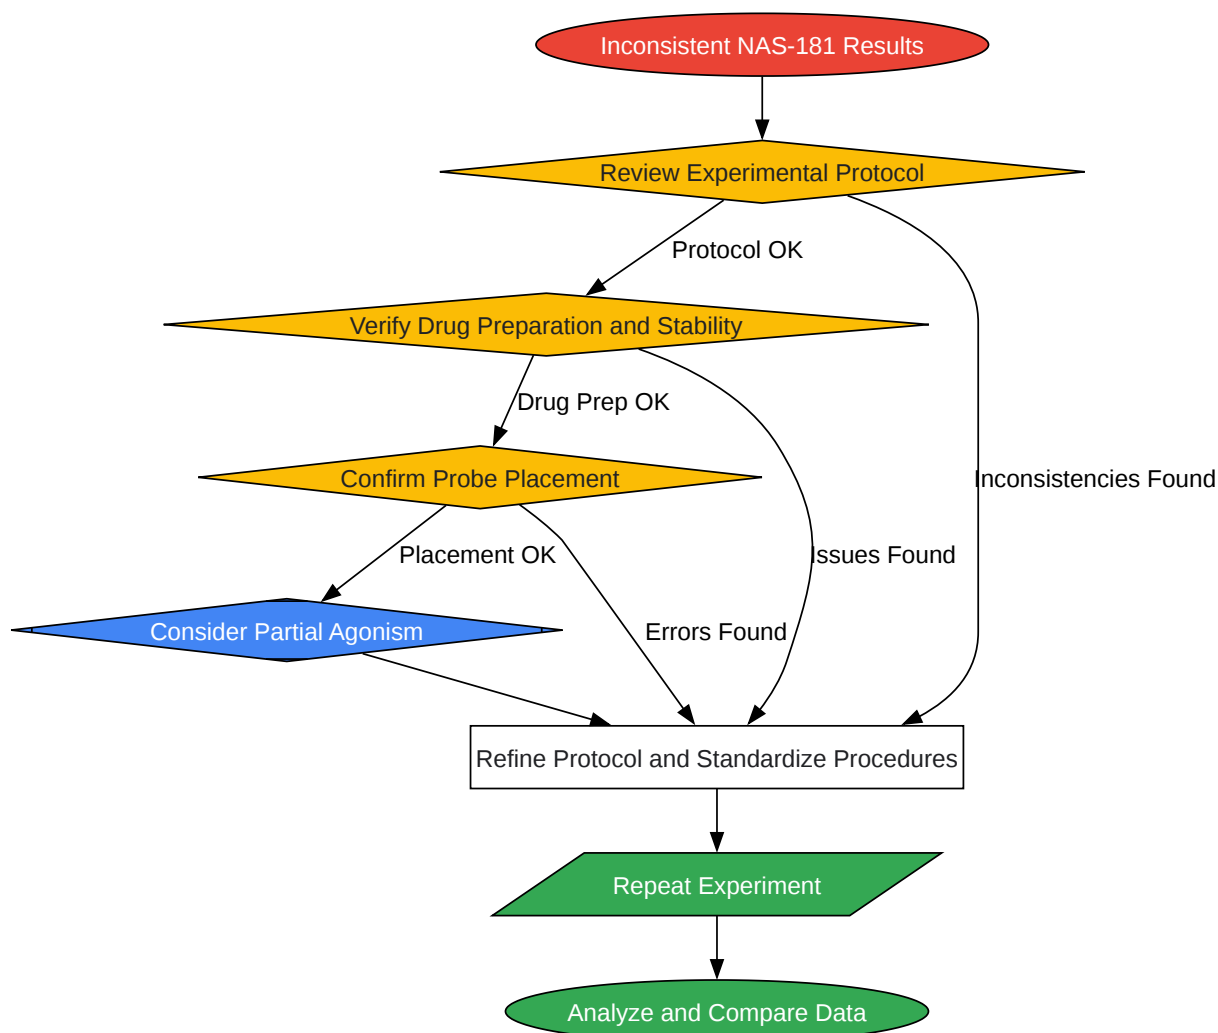 Inconsistent NAS-181 Results
Review Experimental Protocol
Protocol OK
Verify Drug Preparation and Stability
Drug Prep OK
Confirm Probe Placement
Inconsistencies Found
Placement OK
Issues Found
Consider Partial Agonism
Errors Found
Refine Protocol and Standardize Procedures
Repeat Experiment
Analyze and Compare Data